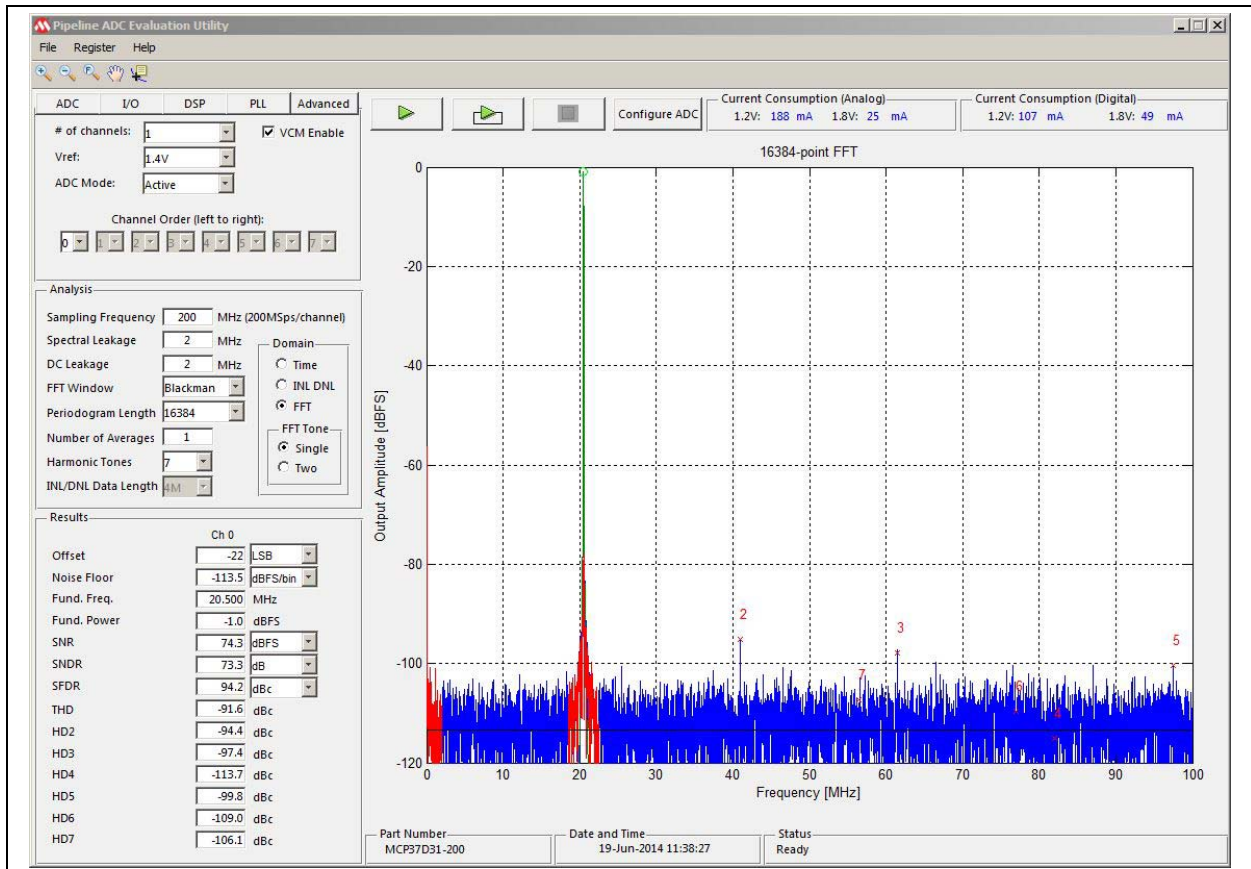 Pipeline ADC Evaluation Utility
File Register Help
ADC I/O DSP PLL Advanced
# of channels: 1
VCM Enable
Vref: 1.4V
ADC Mode: Active
Channel Order (left to right):
0 1 2 3 4 5 6 7
Configure ADC
Current Consumption (Analog)
1.2V: 188 mA 1.8V: 25 mA
Current Consumption (Digital)
1.2V: 107 mA 1.8V: 49 mA
Analysis
Sampling Frequency 200 MHz (200MSps/channel)
Spectral Leakage 2 MHz
DC Leakage 2 MHz
FFT Window Blackman
Periodogram Length 16384
Number of Averages 1
Harmonic Tones 7
INL/DNL Data Length 4M
Domain
Time
INL DNL
FFT
FFT Tone
Single
Two
Results
Ch 0
Offset -22 LSB
Noise Floor -113.5 dBFS/bin
Fund. Freq. 20.500 MHz
Fund. Power -1.0 dBFS
SNR 74.3 dBFS
SNDR 73.3 dB
SFDR 94.2 dBc
THD -91.6 dBc
HD2 -94.4 dBc
HD3 -97.4 dBc
HD4 -113.7 dBc
HD5 -99.8 dBc
HD6 -109.0 dBc
HD7 -106.1 dBc
16384-point FFT
Output Amplitude [dBFS]
0
-20
-40
-60
-80
-100
-120
2
3
5
7
6
4
0 10 20 30 40 50 60 70 80 90 100
Frequency [MHz]
Part Number
MCP37D31-200
Date and Time
19-Jun-2014 11:38:27
Status
Ready